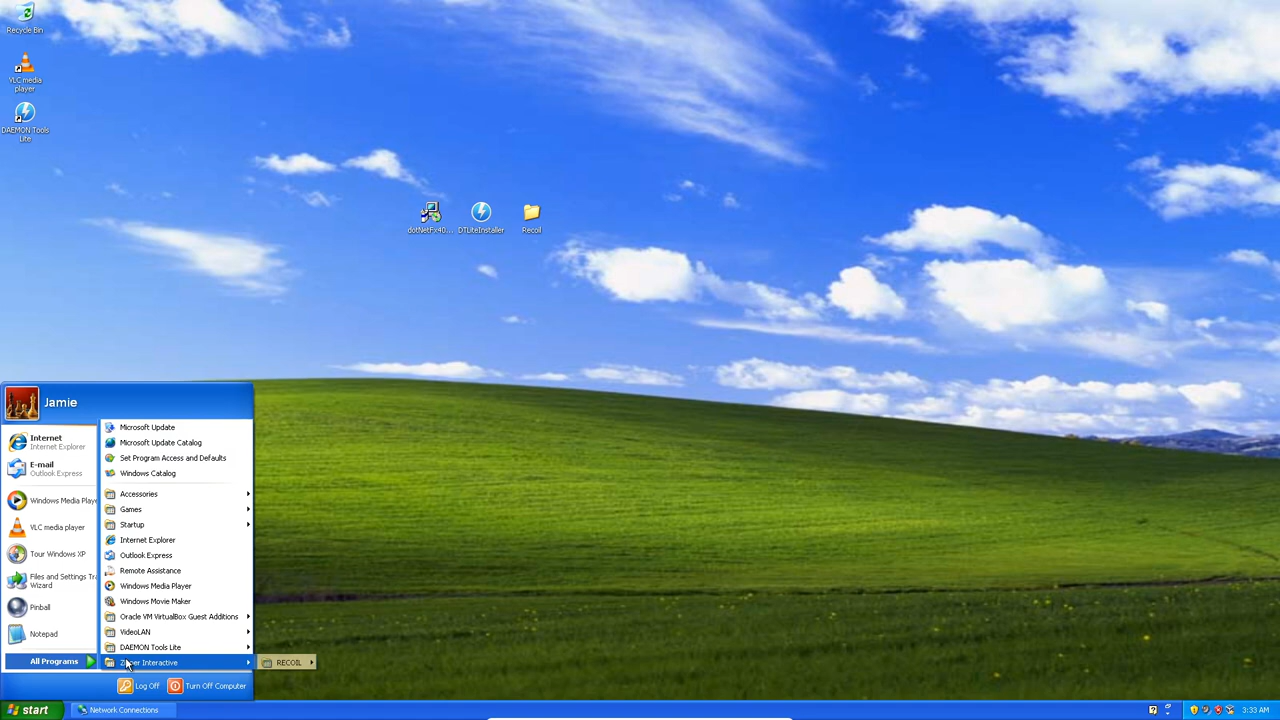 Recycle Bin
VLC media
player
DAEMON Tools
Lite
dotNetFx40...
DTLiteInstaller
Recoil
Jamie
Internet
Internet Explorer
E-mail
Outlook Express
Windows Media Playe
VLC media player
Tour Windows XP
Files and Settings Tra
Wizard
Pinball
Notepad
All Programs
Microsoft Update
Microsoft Update Catalog
Set Program Access and Defaults
Windows Catalog
Accessories
Games
Startup
Internet Explorer
Outlook Express
Remote Assistance
Windows Media Player
Windows Movie Maker
Oracle VM VirtualBox Guest Additions
VideoLAN
DAEMON Tools Lite
Zipper Interactive
RECOIL
Log Off
Turn Off Computer
start
Network Connections
3:33 AM